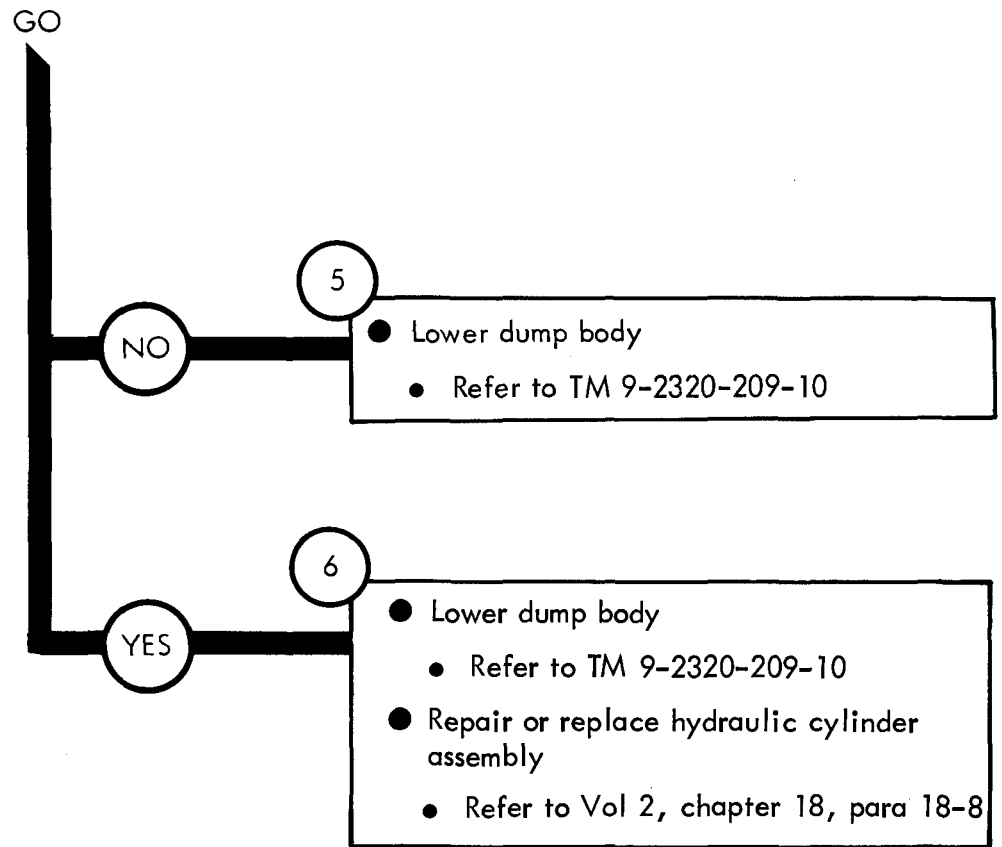 GO
5
NO
● Lower dump body
● Refer to TM 9-2320-209-10
6
YES
● Lower dump body
● Refer to TM 9-2320-209-10
● Repair or replace hydraulic cylinder
assembly
● Refer to Vol 2, chapter 18, para 18-8